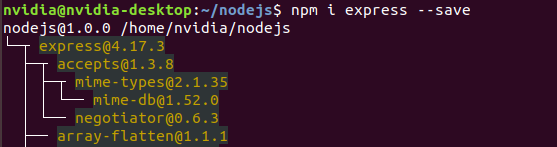 nvidia@nvidia-desktop:~/nodejs$ npm i express --save
nodejs@1.0.0 /home/nvidia/nodejs
└─┬ express@4.17.3
  ├─┬ accepts@1.3.8
  │ ├─┬ mime-types@2.1.35
  │ │ └── mime-db@1.52.0
  │ └── negotiator@0.6.3
  ├── array-flatten@1.1.1